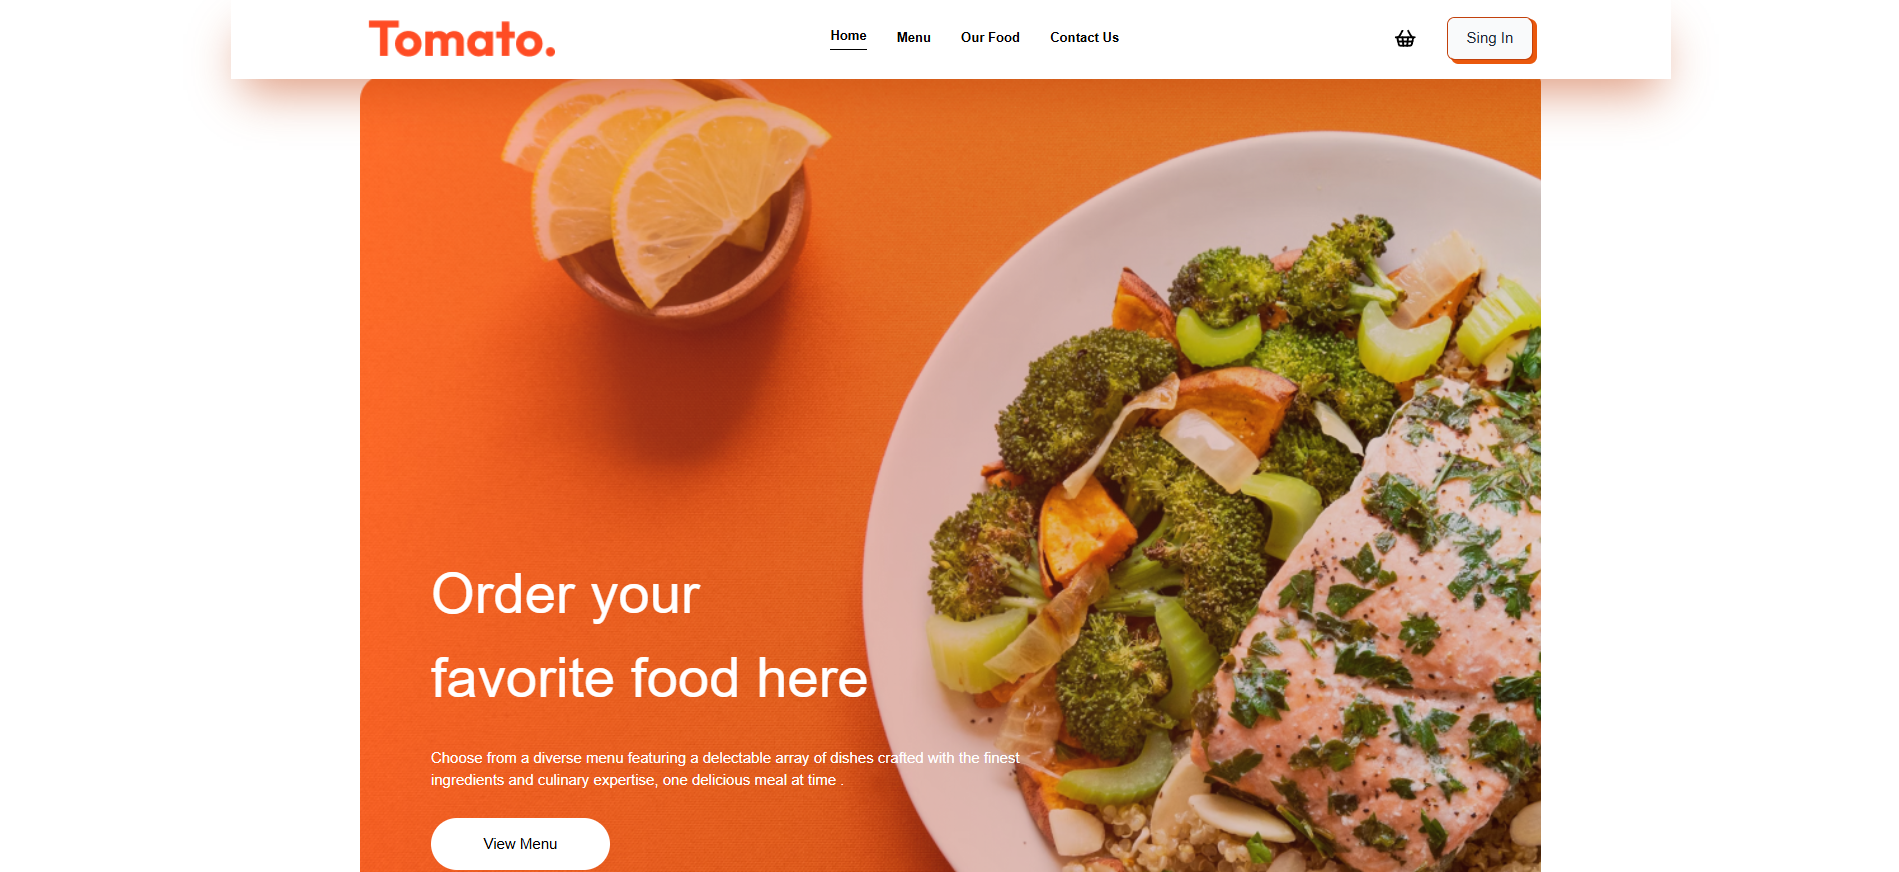 Tomato.
Home Menu Our Food Contact Us
Sing In
Order your
favorite food here
Choose from a diverse menu featuring a delectable array of dishes crafted with the finest
ingredients and culinary expertise, one delicious meal at time .
View Menu